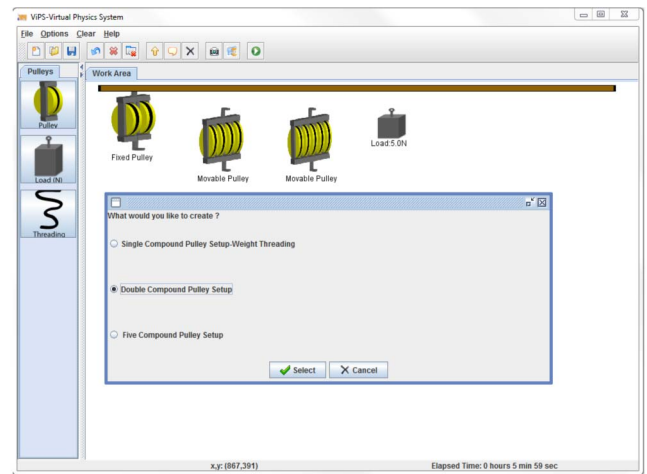 ViPS-Virtual Physics System
File Options Clear Help
Pulleys
Work Area
Pulley
Load (N)
Threading
Fixed Pulley
Movable Pulley
Movable Pulley
Load:5.0N
What would you like to create ?
Single Compound Pulley Setup-Weight Threading
Double Compound Pulley Setup
Five Compound Pulley Setup
Select
Cancel
x,y: (867,391)
Elapsed Time: 0 hours 5 min 59 sec